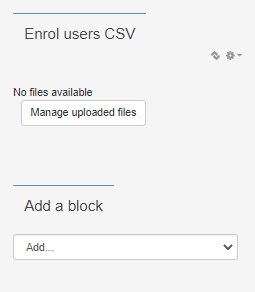 Enrol users CSV
No files available
Manage uploaded files
Add a block
Add...